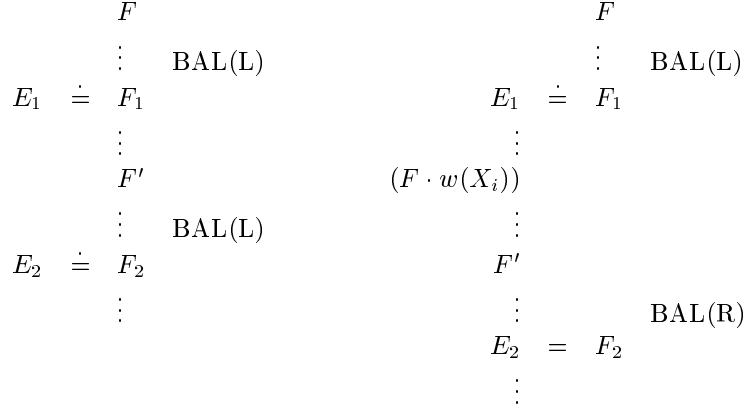 F F
⋮ BAL(L) ⋮ BAL(L)
E₁ ≐ F₁ E₁ ≐ F₁
⋮ ⋮
F′ (F · w(Xᵢ))
⋮ BAL(L) ⋮
E₂ ≐ F₂ F′
⋮ ⋮ BAL(R)
E₂ = F₂
⋮